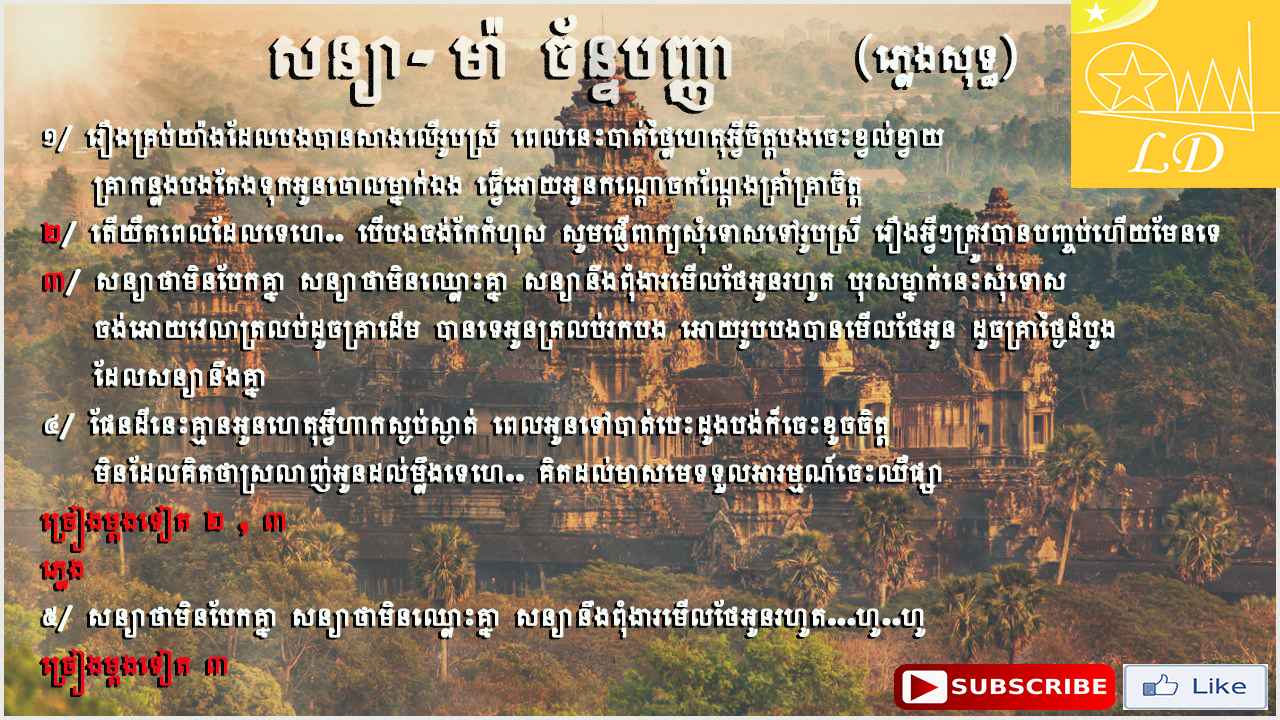 សន្យា - ម៉ា ច័ន្ទបញ្ញា (ភ្លេងសុទ្ធ)
LD
១/ រឿងគ្រប់យ៉ាងដែលបងបានសាងលើរូបស្រី ពេលនេះបាត់ថ្លៃហេតុអ្វីចិត្តបងចេះខ្វល់ខ្វាយ
គ្រាកន្លងបងតែងទុកអូនចោលម្នាក់ឯង ធ្វើអោយអូនកណ្ដោចកណ្ដែងគ្រាំគ្រាចិត្ត
២/ តើយឺតពេលដែលទេហេ.. បើបងចង់កែកំហុស សូមផ្ញើពាក្យសុំទោសទៅរូបស្រី រឿងអ្វីៗត្រូវបានបញ្ចប់ហើយមែនទេ
៣/ សន្យាថាមិនបែកគ្នា សន្យាថាមិនឈ្លោះគ្នា សន្យានឹងពុំងារមើលថែអូនរហូត បុរសម្នាក់នេះសុំទោស
ចង់អោយវេលាត្រលប់ដូចគ្រាដើម បានទេអូនត្រលប់រកបង អោយរូបបងបានមើលថែអូន ដូចគ្រាថ្ងៃដំបូង
ដែលសន្យានឹងគ្នា
៤/ ផែនដីនេះគ្មានអូនហេតុអ្វីហាកស្ងប់ស្ងាត់ ពេលអូនទៅបាត់បេះដូងបង់ក៏ចេះខូចចិត្ត
មិនដែលគិតថាស្រលាញ់អូនដល់ម្លឹងទេហេ.. គិតដល់មាសមេទទួលអារម្មណ៍ចេះឈឺផ្សា
ច្រៀងម្ដងទៀត ២ , ៣
ភ្លេង
៥/ សន្យាថាមិនបែកគ្នា សន្យាថាមិនឈ្លោះគ្នា សន្យានឹងពុំងារមើលថែអូនរហូត...ហូ..ហូ
ច្រៀងម្ដងទៀត ៣
SUBSCRIBE Like